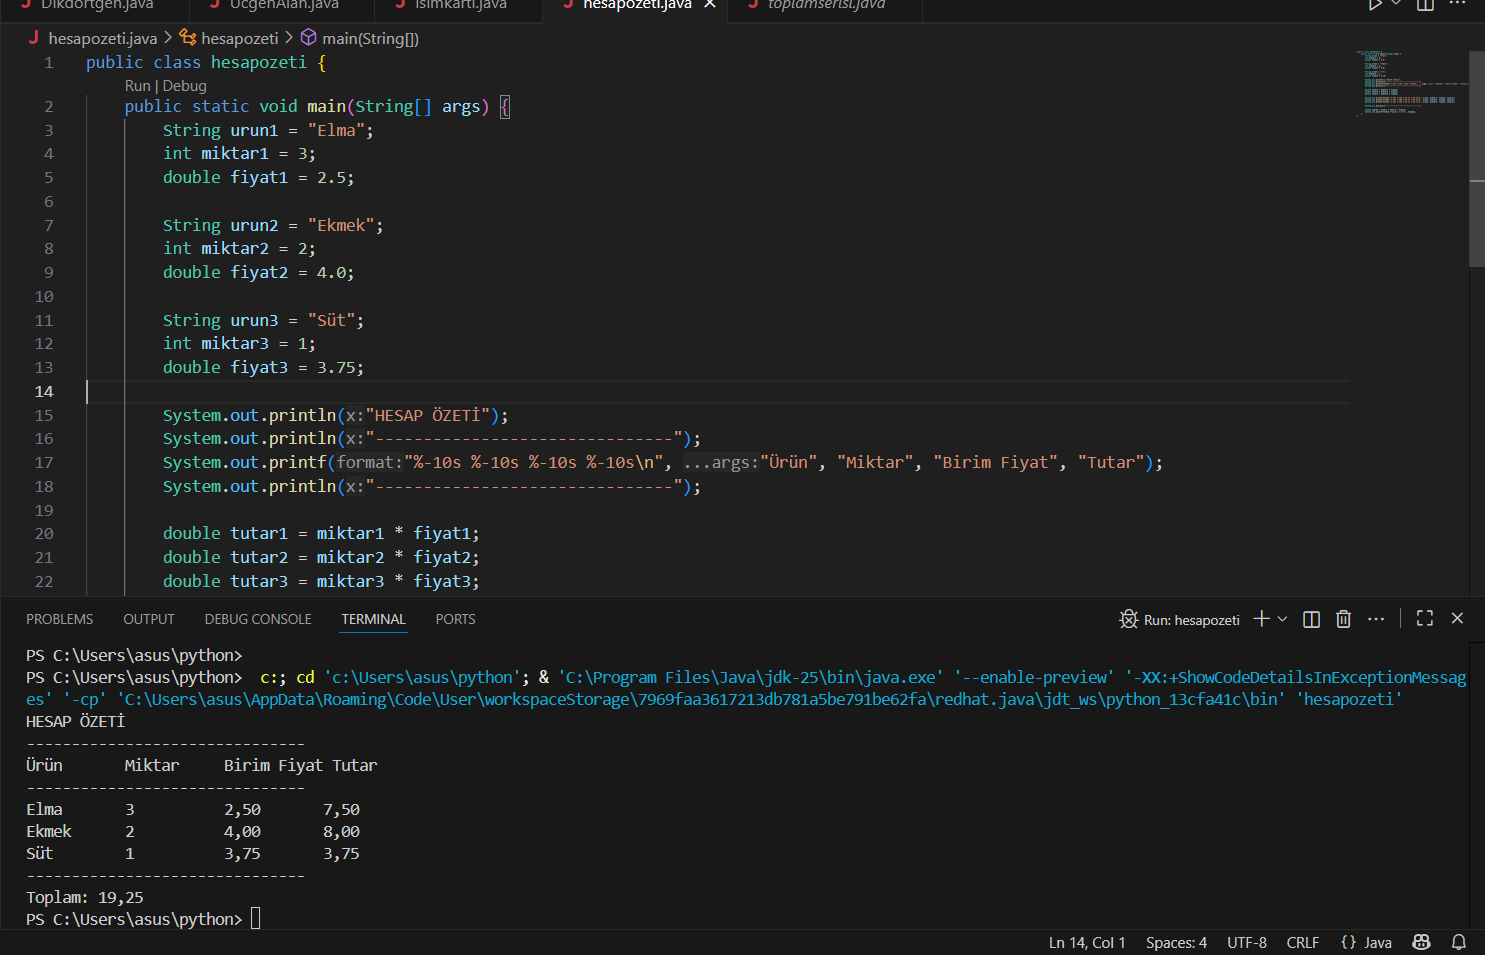 Dikdortgen.java UcgenAlan.java isimkarti.java hesapozeti.java toplamserisi.java
hesapozeti.java > hesapozeti > main(String[])
1 public class hesapozeti {
Run | Debug
2 public static void main(String[] args) {
3 String urun1 = "Elma";
4 int miktar1 = 3;
5 double fiyat1 = 2.5;
6
7 String urun2 = "Ekmek";
8 int miktar2 = 2;
9 double fiyat2 = 4.0;
10
11 String urun3 = "Süt";
12 int miktar3 = 1;
13 double fiyat3 = 3.75;
14
15 System.out.println(x:"HESAP ÖZETİ");
16 System.out.println(x:"-------------------------------");
17 System.out.printf(format:"%-10s %-10s %-10s %-10s\n", ...args:"Ürün", "Miktar", "Birim Fiyat", "Tutar");
18 System.out.println(x:"-------------------------------");
19
20 double tutar1 = miktar1 * fiyat1;
21 double tutar2 = miktar2 * fiyat2;
22 double tutar3 = miktar3 * fiyat3;
PROBLEMS OUTPUT DEBUG CONSOLE TERMINAL PORTS Run: hesapozeti
PS C:\Users\asus\python>
PS C:\Users\asus\python> c:; cd 'c:\Users\asus\python'; & 'C:\Program Files\Java\jdk-25\bin\java.exe' '--enable-preview' '-XX:+ShowCodeDetailsInExceptionMessag
es' '-cp' 'C:\Users\asus\AppData\Roaming\Code\User\workspaceStorage\7969faa3617213db781a5be791be62fa\redhat.java\jdt_ws\python_13cfa41c\bin' 'hesapozeti'
HESAP ÖZETİ
-------------------------------
Ürün Miktar Birim Fiyat Tutar
-------------------------------
Elma 3 2,50 7,50
Ekmek 2 4,00 8,00
Süt 1 3,75 3,75
-------------------------------
Toplam: 19,25
PS C:\Users\asus\python>
Ln 14, Col 1 Spaces: 4 UTF-8 CRLF {} Java